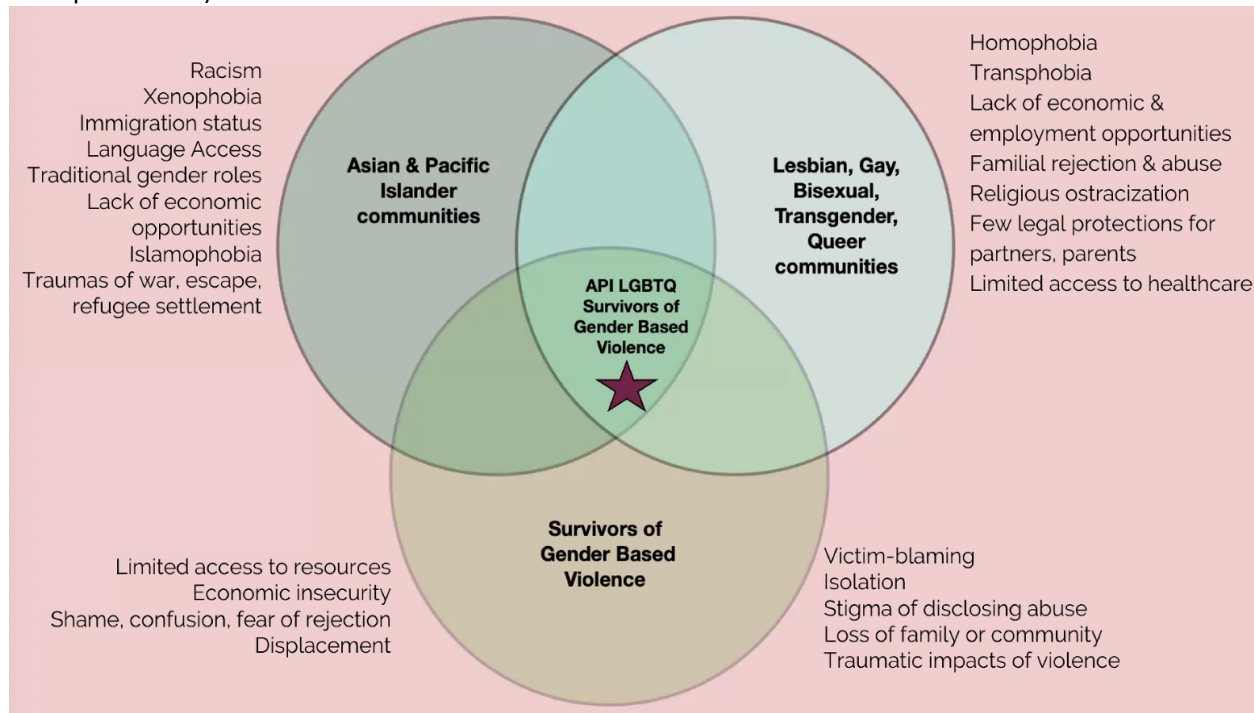 Racism
Xenophobia
Immigration status
Language Access
Traditional gender roles
Lack of economic
opportunities
Islamophobia
Traumas of war, escape,
refugee settlement
Asian & Pacific
Islander
communities
Lesbian, Gay,
Bisexual,
Transgender,
Queer
communities
Homophobia
Transphobia
Lack of economic &
employment opportunities
Familial rejection & abuse
Religious ostracization
Few legal protections for
partners, parents
Limited access to healthcare
API LGBTQ
Survivors of
Gender Based
Violence
Survivors of
Gender Based
Violence
Limited access to resources
Economic insecurity
Shame, confusion, fear of rejection
Displacement
Victim-blaming
Isolation
Stigma of disclosing abuse
Loss of family or community
Traumatic impacts of violence